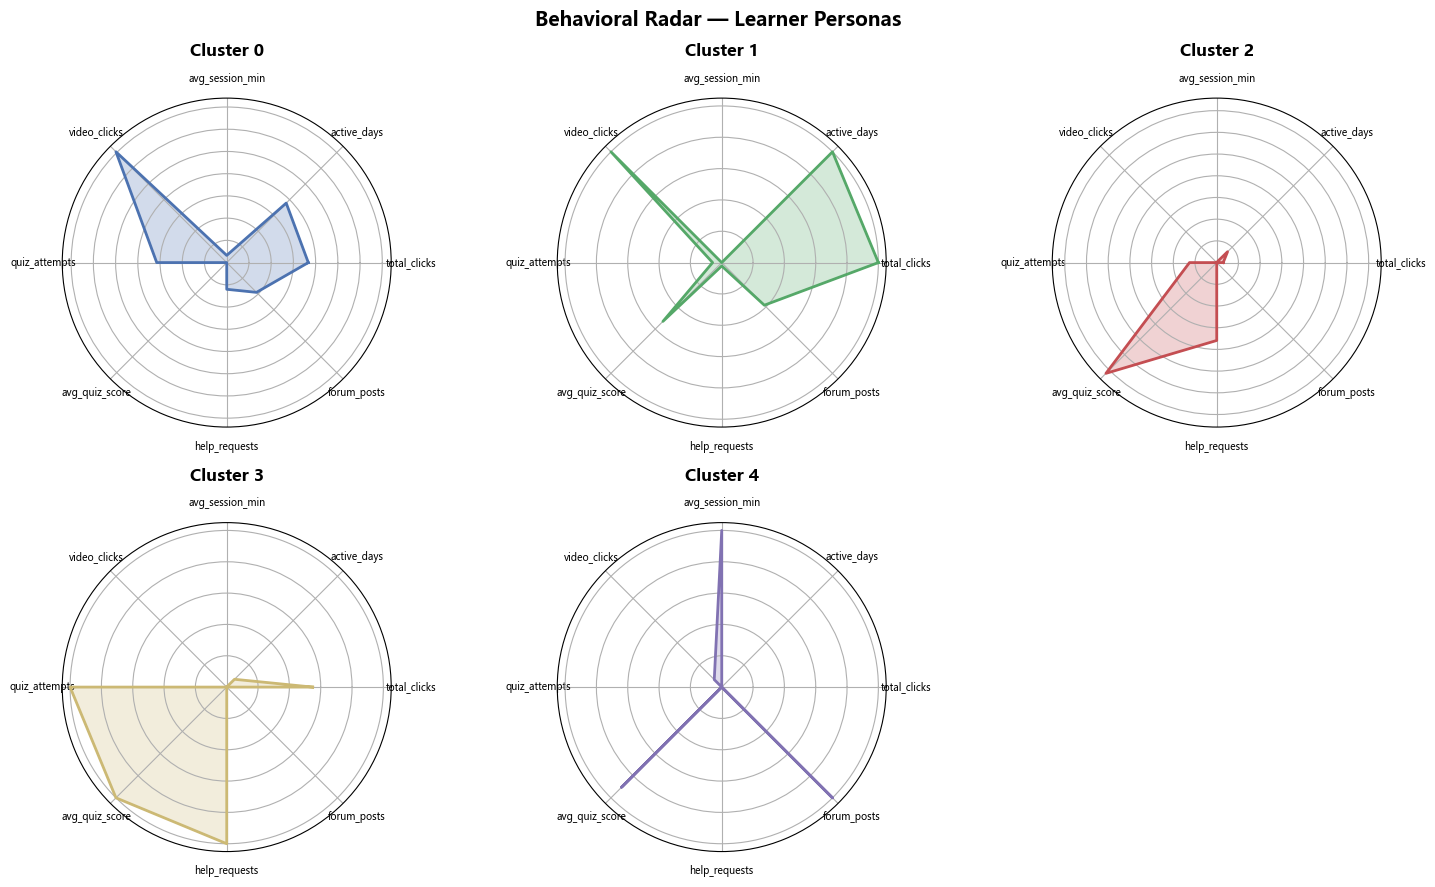 Behavioral Radar — Learner Personas
Cluster 0
avg_session_min
video_clicks
active_days
quiz_attempts
total_clicks
avg_quiz_score
forum_posts
help_requests
Cluster 1
avg_session_min
video_clicks
active_days
quiz_attempts
total_clicks
avg_quiz_score
forum_posts
help_requests
Cluster 2
avg_session_min
video_clicks
active_days
quiz_attempts
total_clicks
avg_quiz_score
forum_posts
help_requests
Cluster 3
avg_session_min
video_clicks
active_days
quiz_attempts
total_clicks
avg_quiz_score
forum_posts
help_requests
Cluster 4
avg_session_min
video_clicks
active_days
quiz_attempts
total_clicks
avg_quiz_score
forum_posts
help_requests